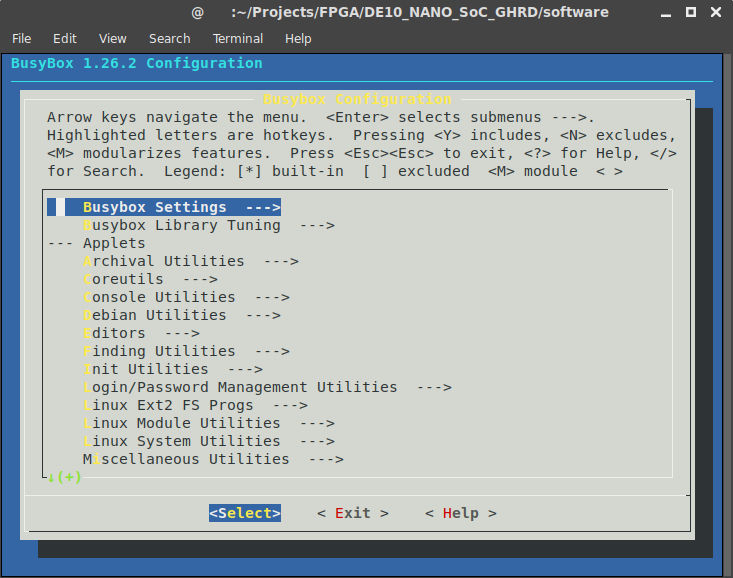 @ :~/Projects/FPGA/DE10_NANO_SoC_GHRD/software
File Edit View Search Terminal Help
BusyBox 1.26.2 Configuration
Busybox Configuration
Arrow keys navigate the menu. <Enter> selects submenus --->.
Highlighted letters are hotkeys. Pressing <Y> includes, <N> excludes,
<M> modularizes features. Press <Esc><Esc> to exit, <?> for Help, </>
for Search. Legend: [*] built-in [ ] excluded <M> module < >
Busybox Settings --->
Busybox Library Tuning --->
--- Applets
Archival Utilities --->
Coreutils --->
Console Utilities --->
Debian Utilities --->
Editors --->
Finding Utilities --->
Init Utilities --->
Login/Password Management Utilities --->
Linux Ext2 FS Progs --->
Linux Module Utilities --->
Linux System Utilities --->
Miscellaneous Utilities --->
↓(+)
<Select> < Exit > < Help >